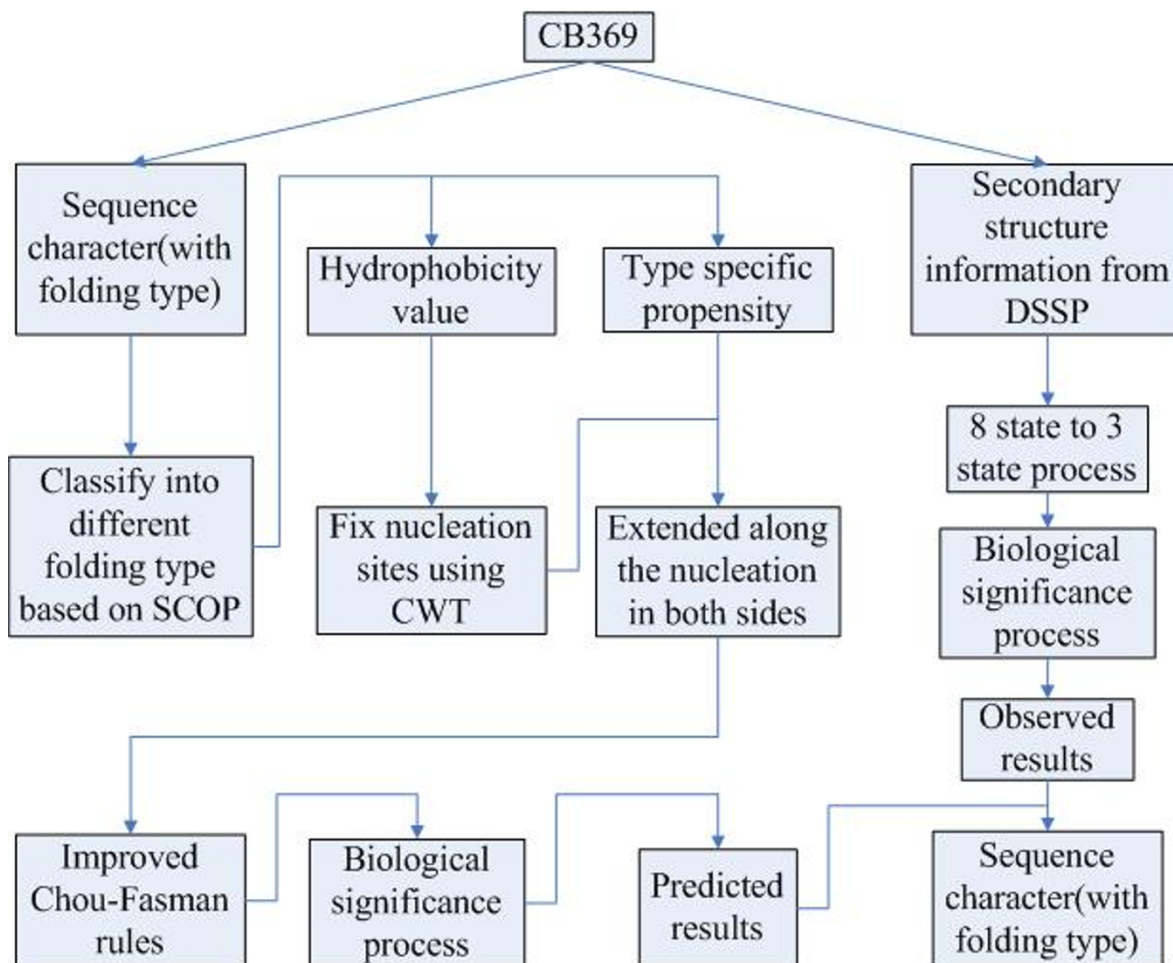 CB369
Sequence
character(with
folding type)
Hydrophobicity
value
Type specific
propensity
Secondary
structure
information from
DSSP
Classify into
different
folding type
based on SCOP
Fix nucleation
sites using
CWT
Extended along
the nucleation
in both sides
8 state to 3
state process
Biological
significance
process
Observed
results
Improved
Chou-Fasman
rules
Biological
significance
process
Predicted
results
Sequence
character(with
folding type)